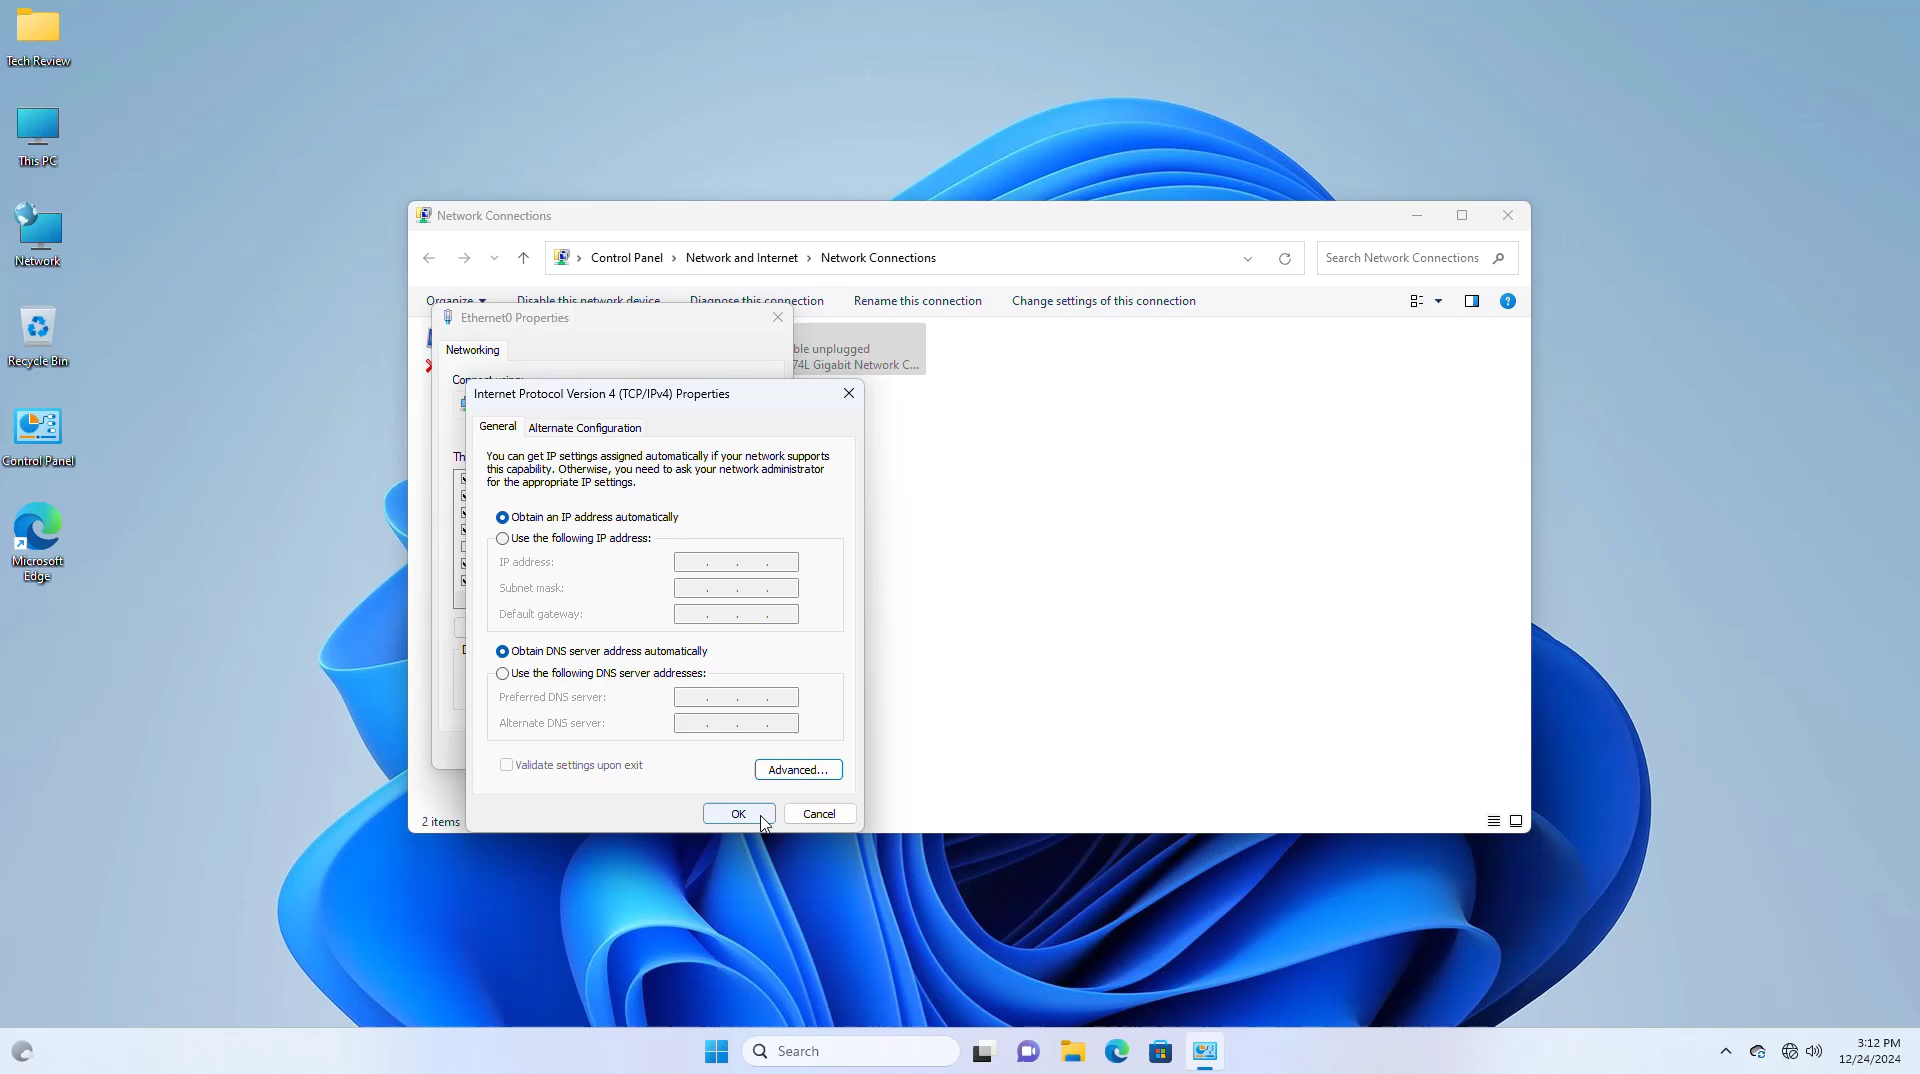 Tech Review
This PC
Network
Recycle Bin
Control Panel
Microsoft
Edge
Network Connections
Control Panel > Network and Internet > Network Connections
Search Network Connections
Organize
Disable this network device
Diagnose this connection
Rename this connection
Change settings of this connection
Ethernet0 Properties
ble unplugged
74L Gigabit Network C...
Networking
Internet Protocol Version 4 (TCP/IPv4) Properties
General
Alternate Configuration
You can get IP settings assigned automatically if your network supports
this capability. Otherwise, you need to ask your network administrator
for the appropriate IP settings.
Obtain an IP address automatically
Use the following IP address:
IP address:
. . .
Subnet mask:
. . .
Default gateway:
. . .
Obtain DNS server address automatically
Use the following DNS server addresses:
Preferred DNS server:
. . .
Alternate DNS server:
. . .
Validate settings upon exit
Advanced...
OK
Cancel
2 items
Search
3:12 PM
12/24/2024